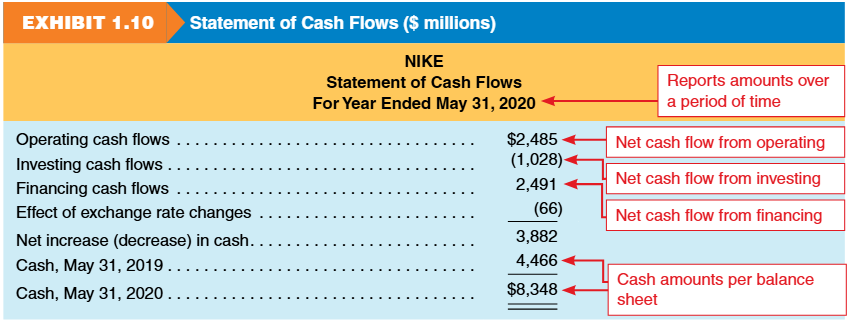 EXHIBIT 1.10 Statement of Cash Flows ($ millions)
NIKE
Statement of Cash Flows
For Year Ended May 31, 2020
Reports amounts over
a period of time
Operating cash flows . . . . . . . . . . . . . . . . . . . . . . . . . . . . . . . . $2,485
Net cash flow from operating
Investing cash flows . . . . . . . . . . . . . . . . . . . . . . . . . . . . . . . . . (1,028)
Net cash flow from investing
Financing cash flows . . . . . . . . . . . . . . . . . . . . . . . . . . . . . . . . 2,491
Net cash flow from financing
Effect of exchange rate changes . . . . . . . . . . . . . . . . . . . . . . . (66)
Net increase (decrease) in cash. . . . . . . . . . . . . . . . . . . . . . . . 3,882
Cash, May 31, 2019 . . . . . . . . . . . . . . . . . . . . . . . . . . . . . . . . . 4,466
Cash, May 31, 2020 . . . . . . . . . . . . . . . . . . . . . . . . . . . . . . . . . $8,348
Cash amounts per balance
sheet